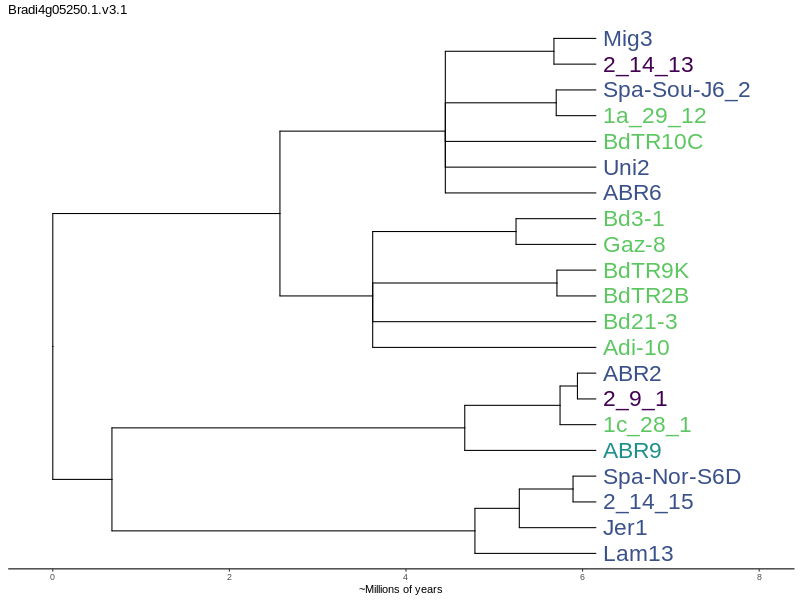 Bradi4g05250.1.v3.1
Mig3
2_14_13
Spa-Sou-J6_2
1a_29_12
BdTR10C
Uni2
ABR6
Bd3-1
Gaz-8
BdTR9K
BdTR2B
Bd21-3
Adi-10
ABR2
2_9_1
1c_28_1
ABR9
Spa-Nor-S6D
2_14_15
Jer1
Lam13
0 2 4 6 8
~Millions of years